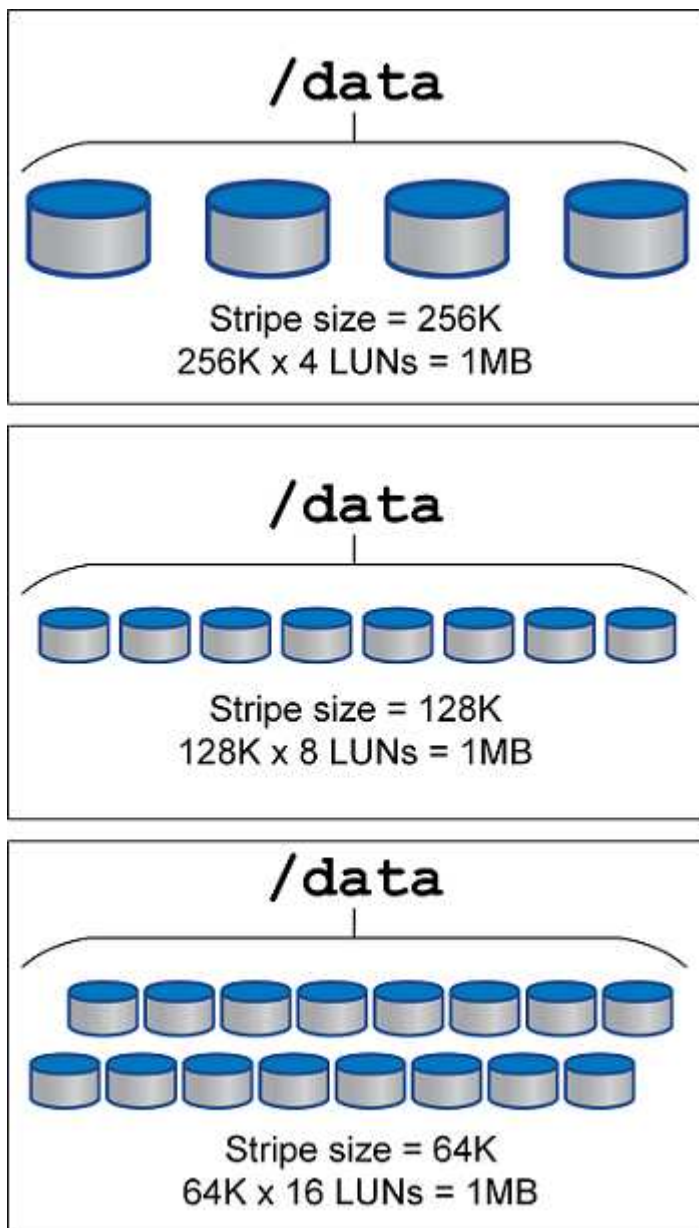 /data
Stripe size = 256K
256K x 4 LUNs = 1MB
/data
Stripe size = 128K
128K x 8 LUNs = 1MB
/data
Stripe size = 64K
64K x 16 LUNs = 1MB